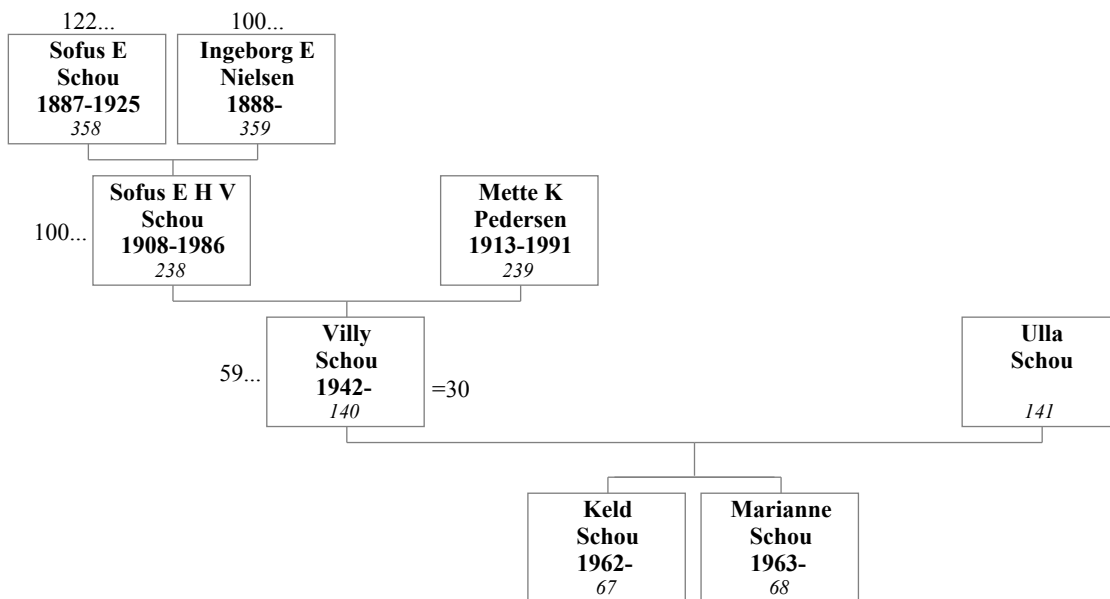 122...
Sofus E
Schou
1887-1925
358
100...
Ingeborg E
Nielsen
1888-
359
100...
Sofus E H V
Schou
1908-1986
238
Mette K
Pedersen
1913-1991
239
59...
Villy
Schou
1942-
140
=30
Ulla
Schou
141
Keld
Schou
1962-
67
Marianne
Schou
1963-
68